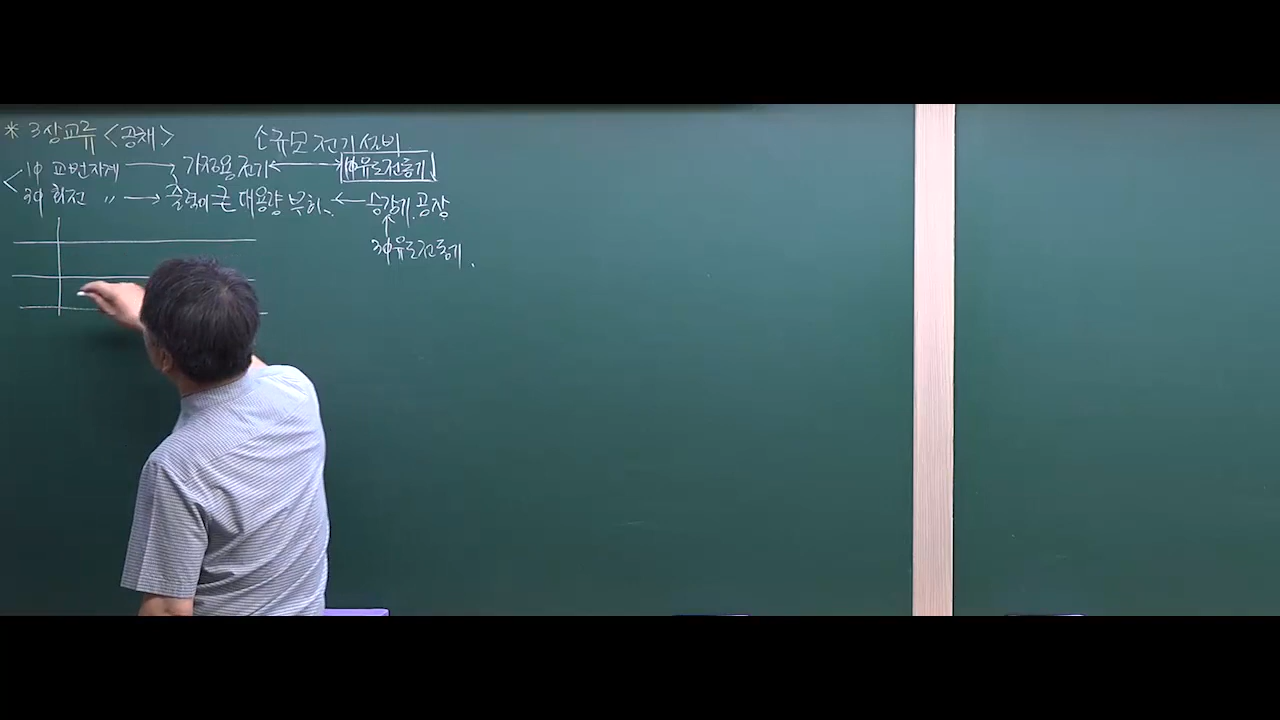 * 3상교류 <공채>
소규모 전기설비
1Φ 교번자계 → 가정용 전기 ↔ 1Φ유도전동기
3Φ 회전 〃 → 출력이 큰 대용량 부하 ← 승강기, 공장
3Φ유도전동기.